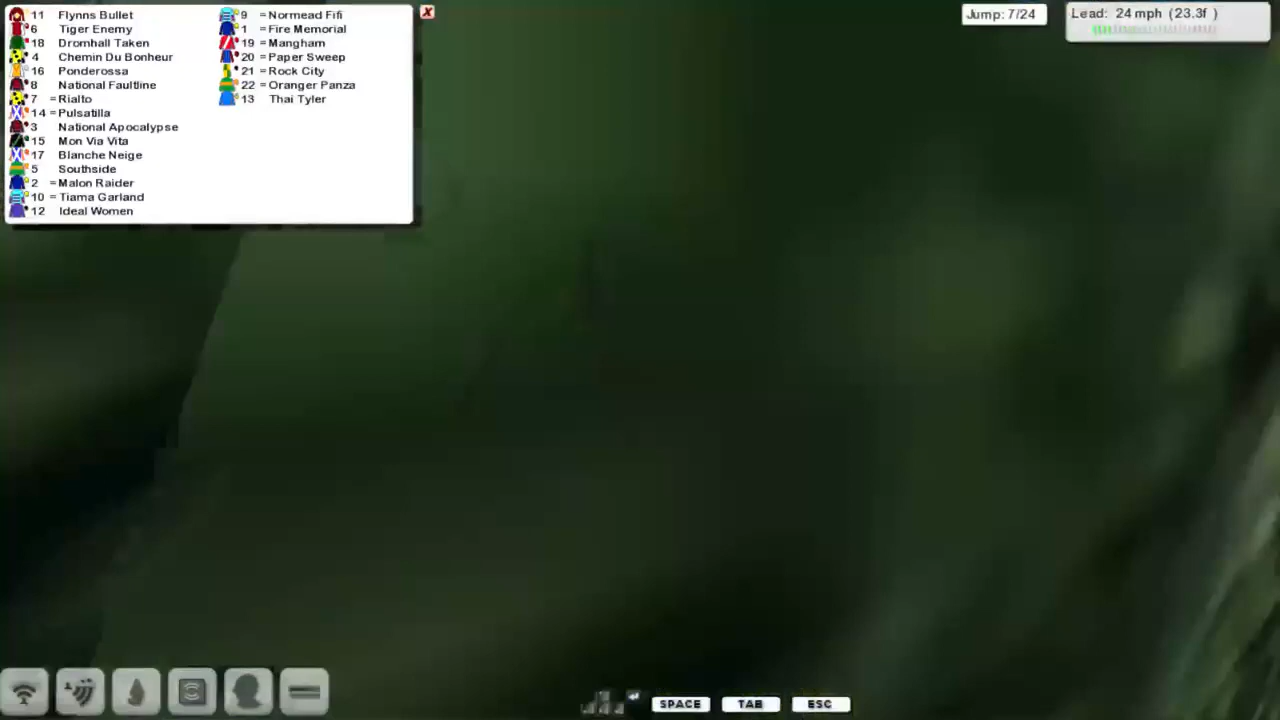 11 Flynns Bullet
6 Tiger Enemy
18 Dromhall Taken
4 Chemin Du Bonheur
16 Ponderossa
8 National Faultline
7 =Rialto
14 =Pulsatilla
3 National Apocalypse
15 Mon Via Vita
17 Blanche Neige
5 Southside
2 =Malon Raider
10 =Tiama Garland
12 Ideal Women
9 =Normead Fifi
1 =Fire Memorial
19 =Mangham
20 =Paper Sweep
21 =Rock City
22 =Oranger Panza
13 Thai Tyler
X
Jump: 7/24
Lead: 24 mph (23.3f )
SPACE
TAB
ESC